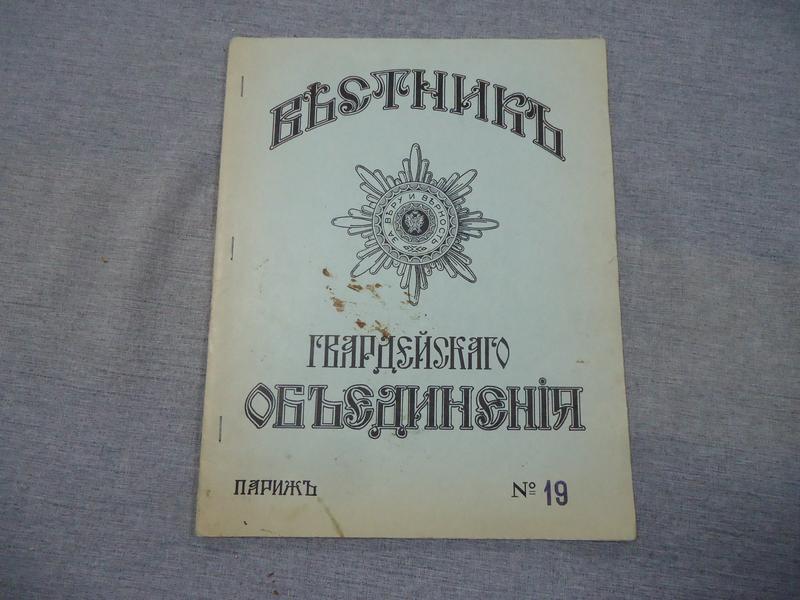 ВѢСТНИКЪ
ЗА ВѢРУ И ВѢРНОСТЬ
ГВАРДЕЙСКАГО
ОБЪЕДИНЕНІЯ
ПАРИЖЪ № 19